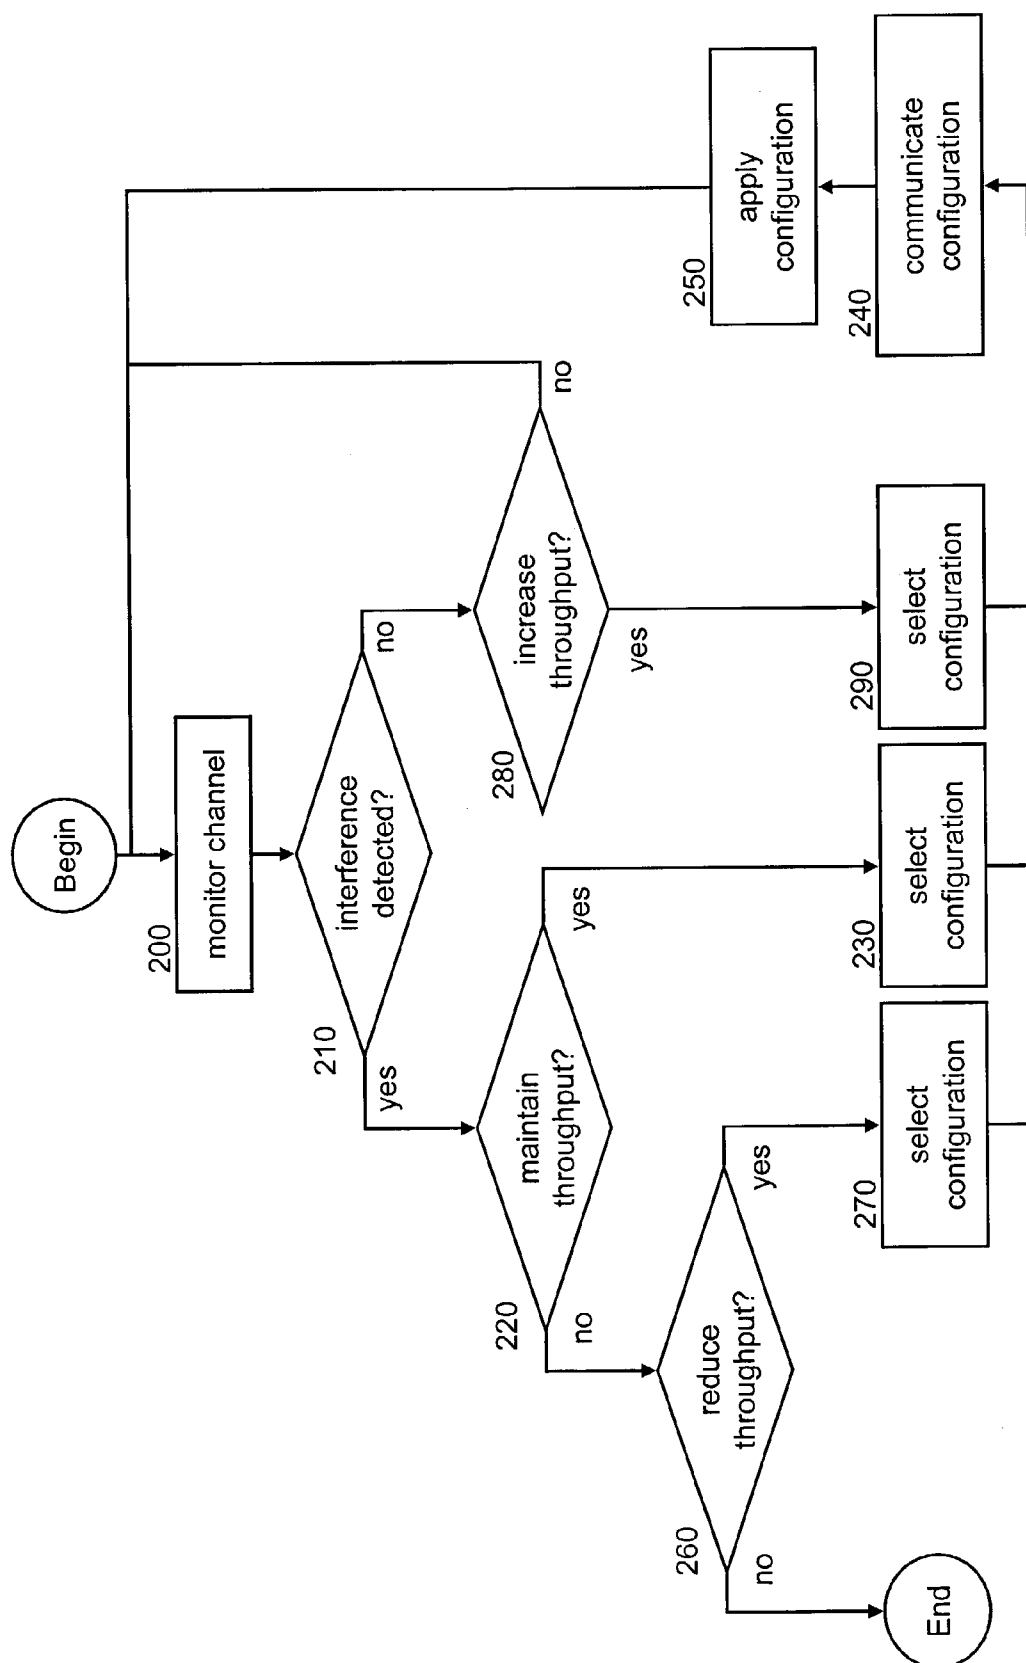 Begin
200
monitor channel
210
interference
detected?
yes
no
220
maintain
throughput?
no
yes
280
increase
throughput?
no
yes
260
reduce
throughput?
no
yes
End
270
select
configuration
230
select
configuration
290
select
configuration
240
communicate
configuration
250
apply
configuration